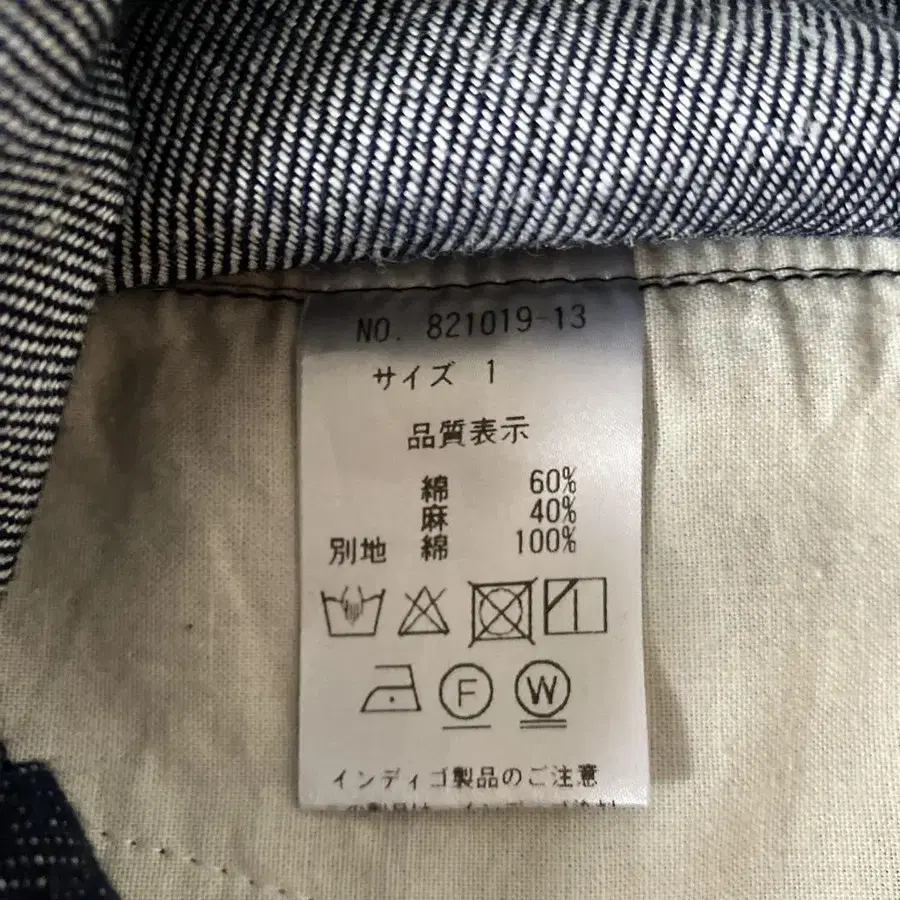 NO. 821019-13
サイズ 1
品質表示
綿 60%
麻 40%
別地 綿 100%
F W
インディゴ製品のご注意